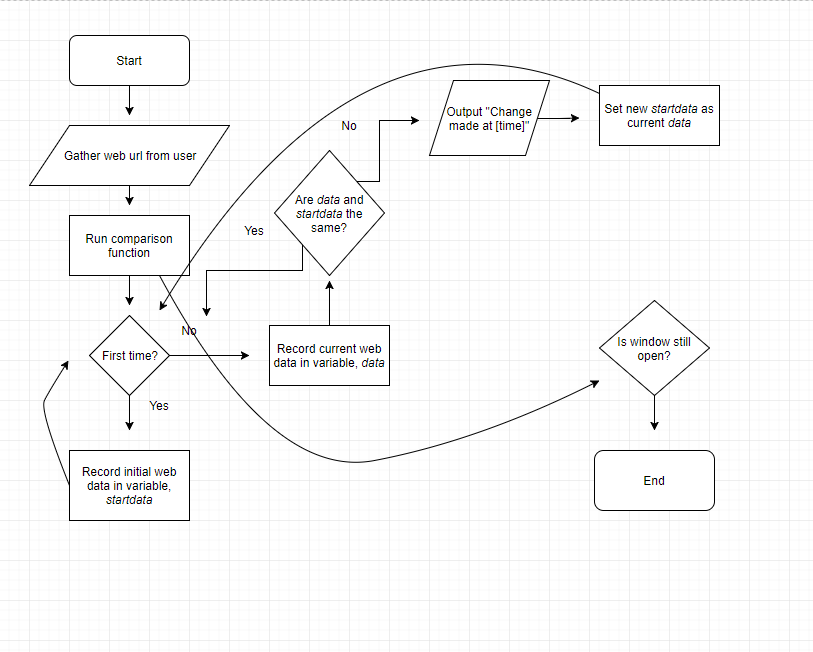 Start
Gather web url from user
Run comparison
function
First time?
Yes
Record initial web
data in variable,
startdata
No
Record current web
data in variable, data
Are data and
startdata the
same?
Yes
No
Output "Change
made at [time]"
Set new startdata as
current data
Is window still
open?
End